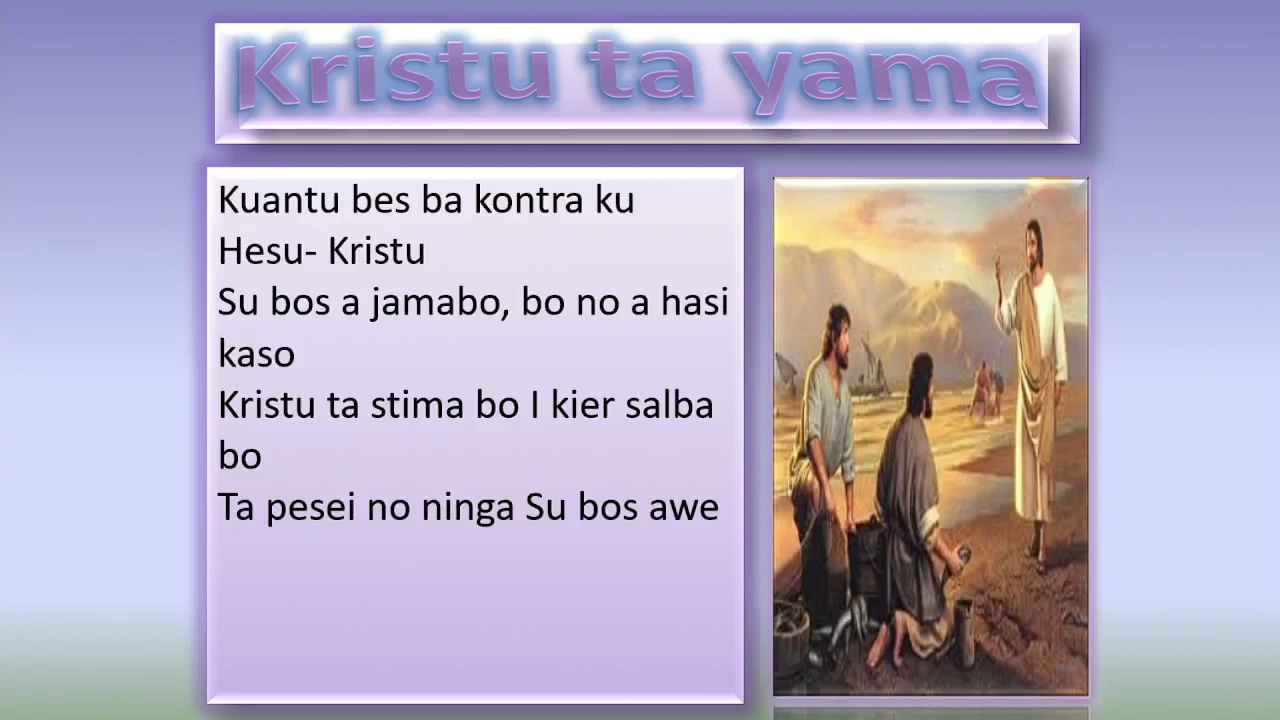 Kristu ta yama
Kuantu bes ba kontra ku
Hesu- Kristu
Su bos a jamabo, bo no a hasi
kaso
Kristu ta stima bo I kier salba
bo
Ta pesei no ninga Su bos awe